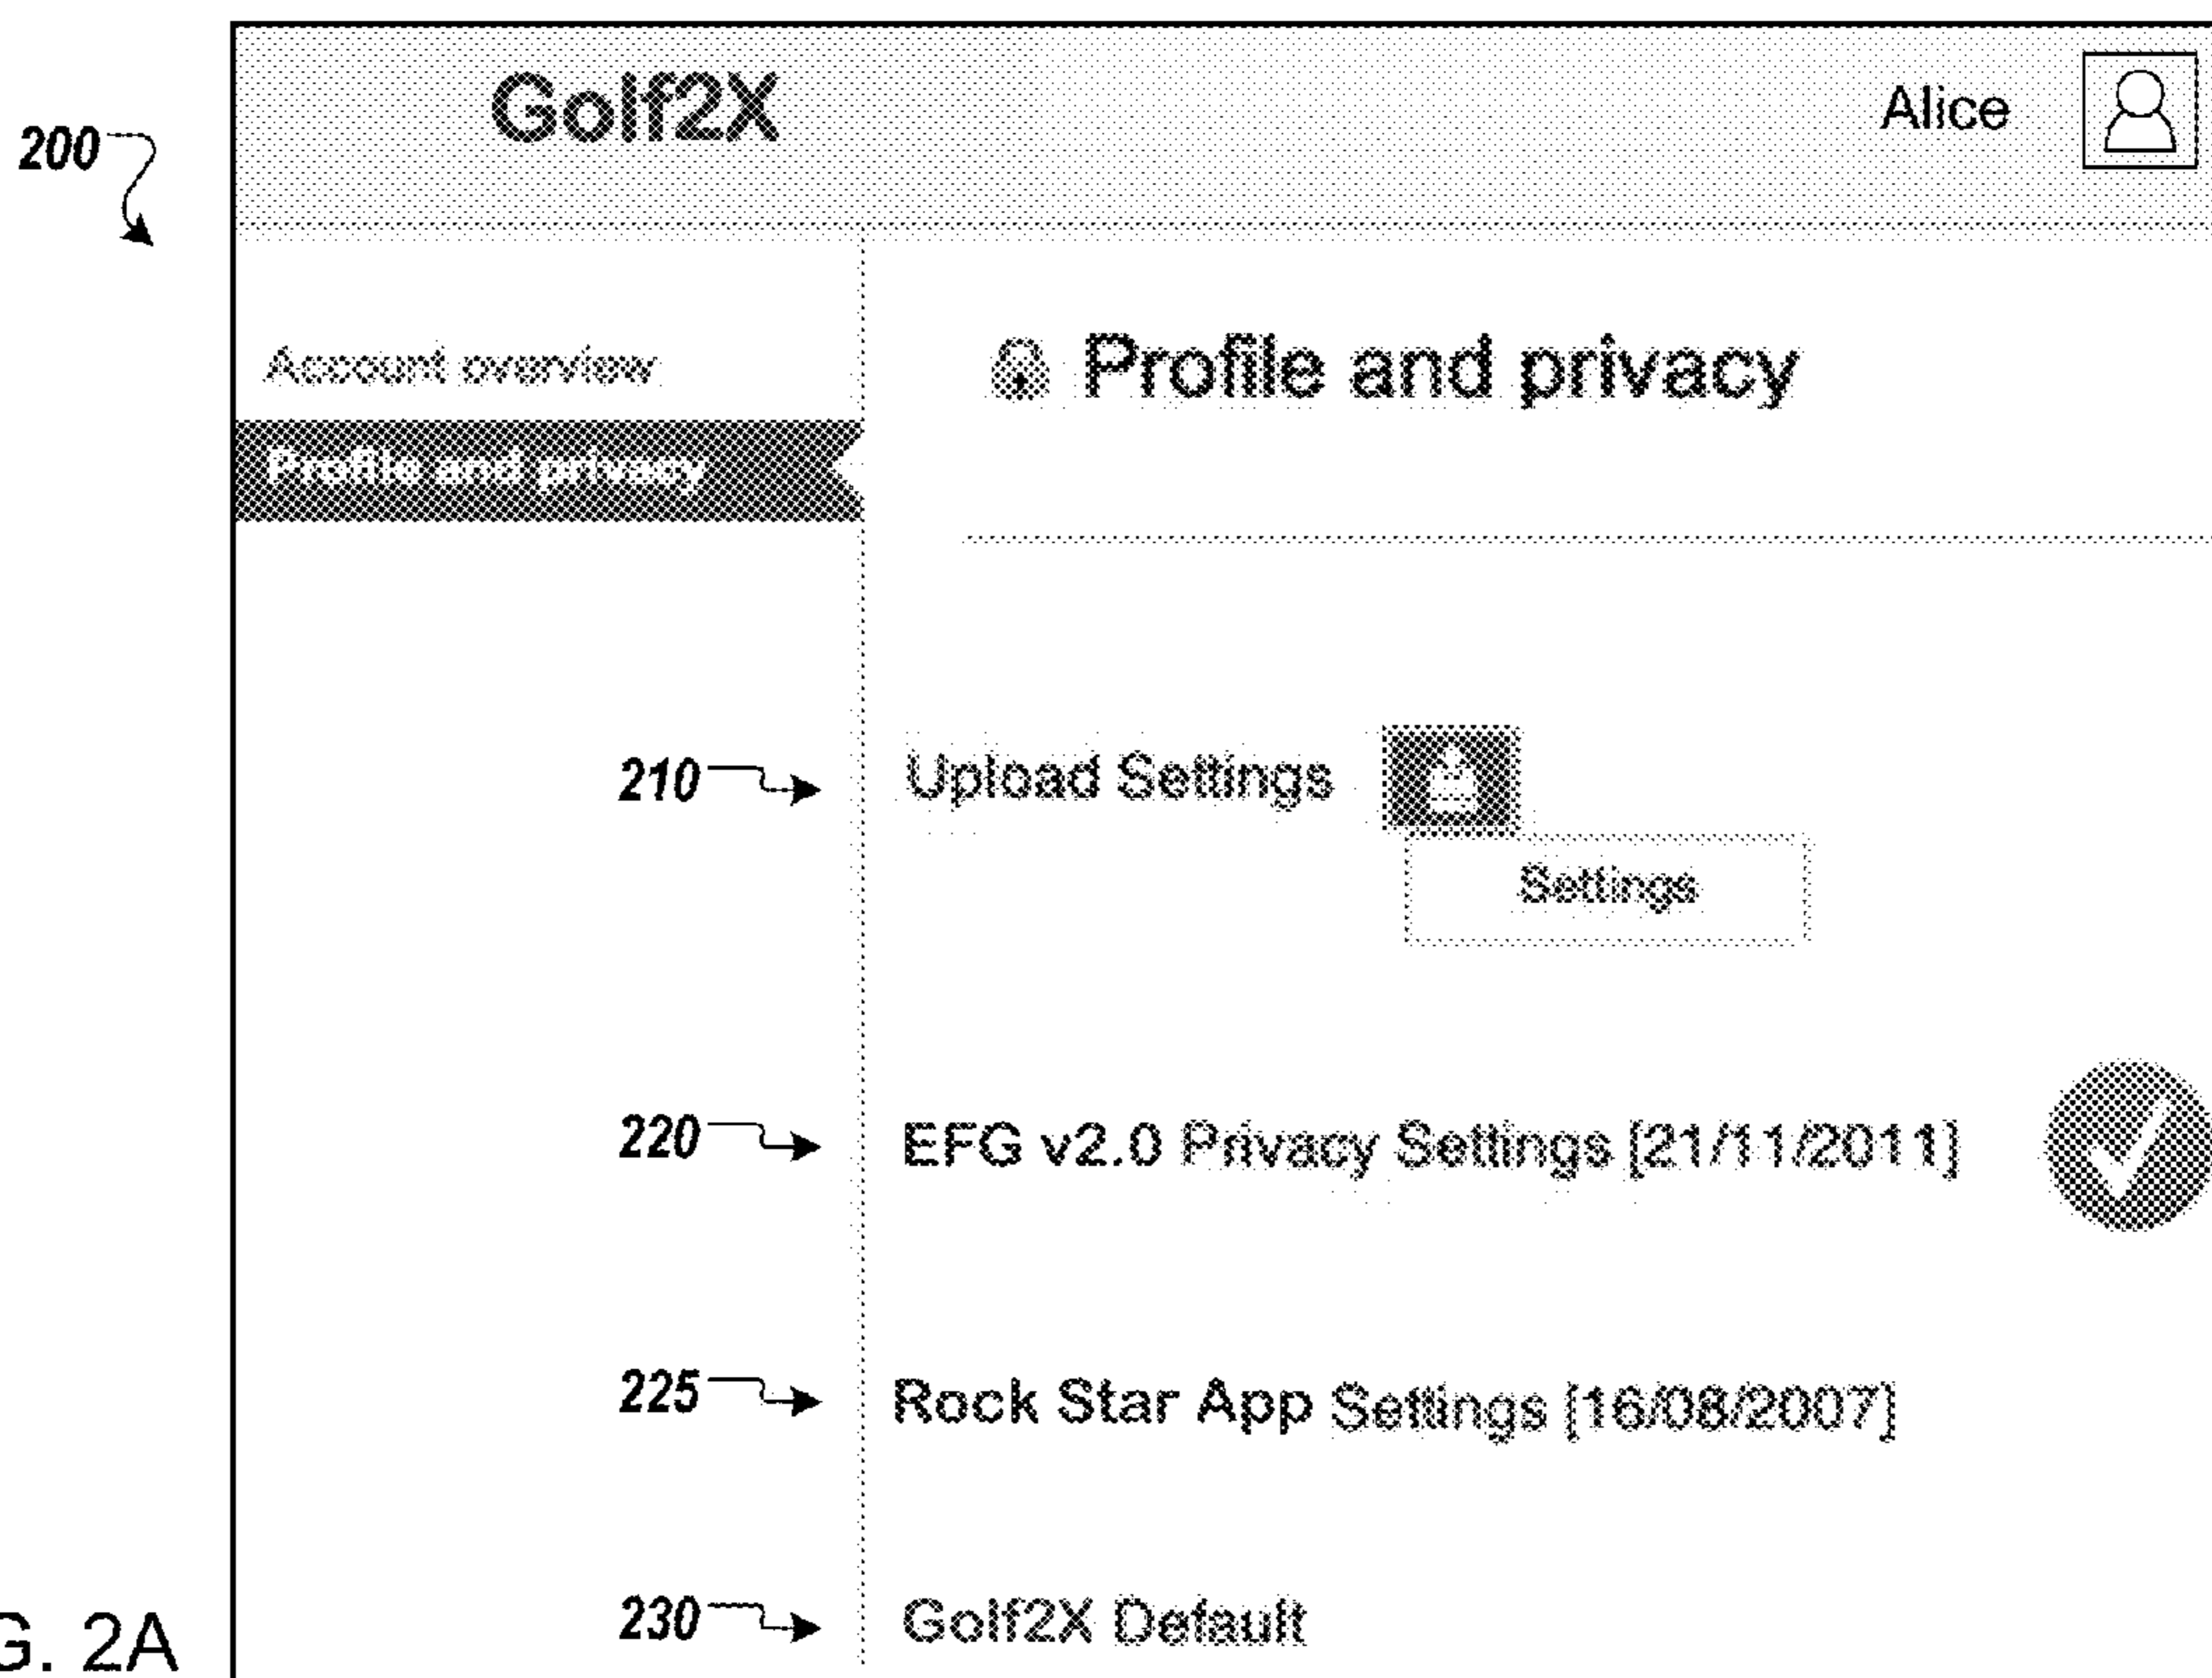 Golf2X Alice
200
Account overview
Profile and privacy
Profile and privacy
210 Upload Settings
Settings
220 EFG v2.0 Privacy Settings [21/11/2011]
225 Rock Star App Settings [16/08/2007]
230 Golf2X Default
G. 2A